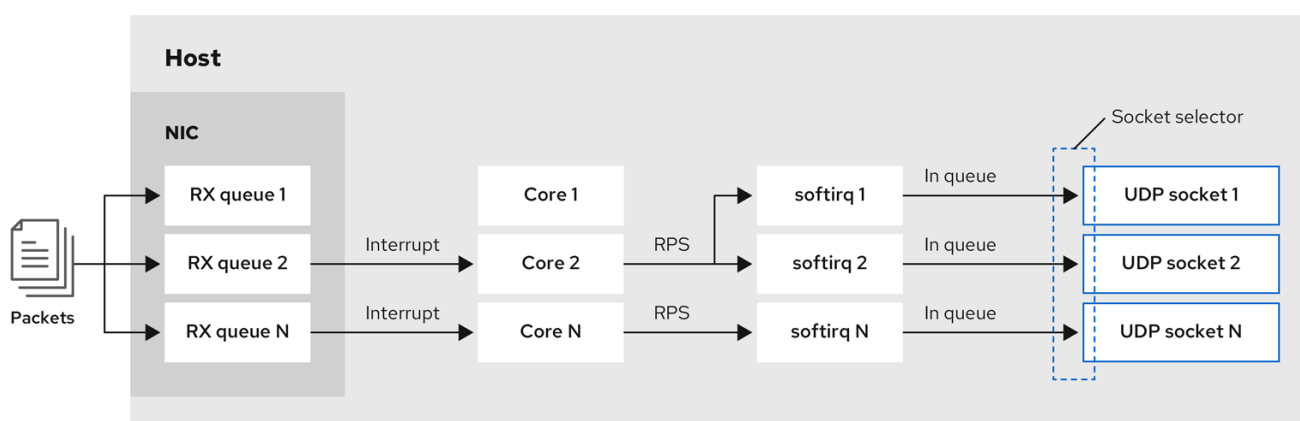 Host
NIC
Socket selector
RX queue 1
Core 1
softirq 1
In queue
UDP socket 1
RX queue 2
Interrupt
Core 2
RPS
softirq 2
In queue
UDP socket 2
Packets
RX queue N
Interrupt
Core N
RPS
softirq N
In queue
UDP socket N